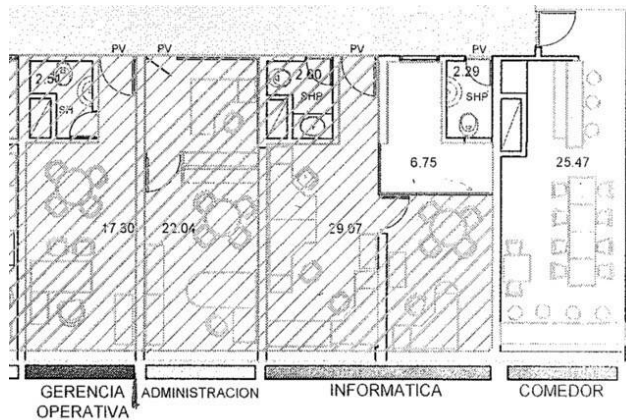 PV
PV
PV
PV
2.50
2.60
2.29
SH
SHP
SHP
6.75
25.47
17.30
22.04
29.07
GERENCIA
OPERATIVA
ADMINISTRACION
INFORMATICA
COMEDOR